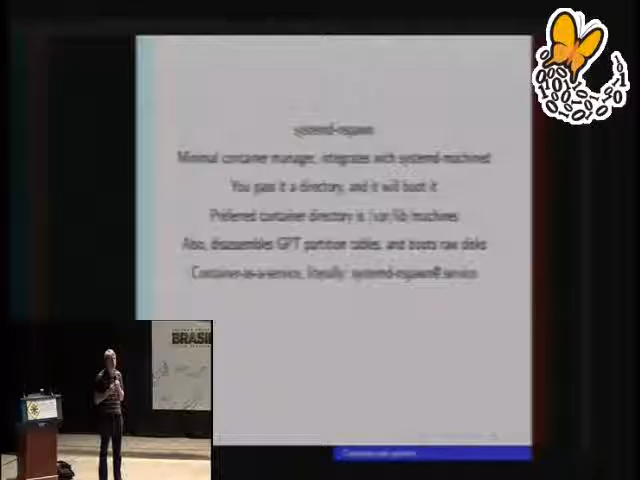 systemd-nspawn
Minimal container manager, integrates with systemd-machined
You pass it a directory, and it will boot it
Preferred container directory is /var/lib/machines
Also, disassembles GPT partition tables, and boots raw disks
Container-as-a-service, literally: systemd-nspawn@.service
BRASIL